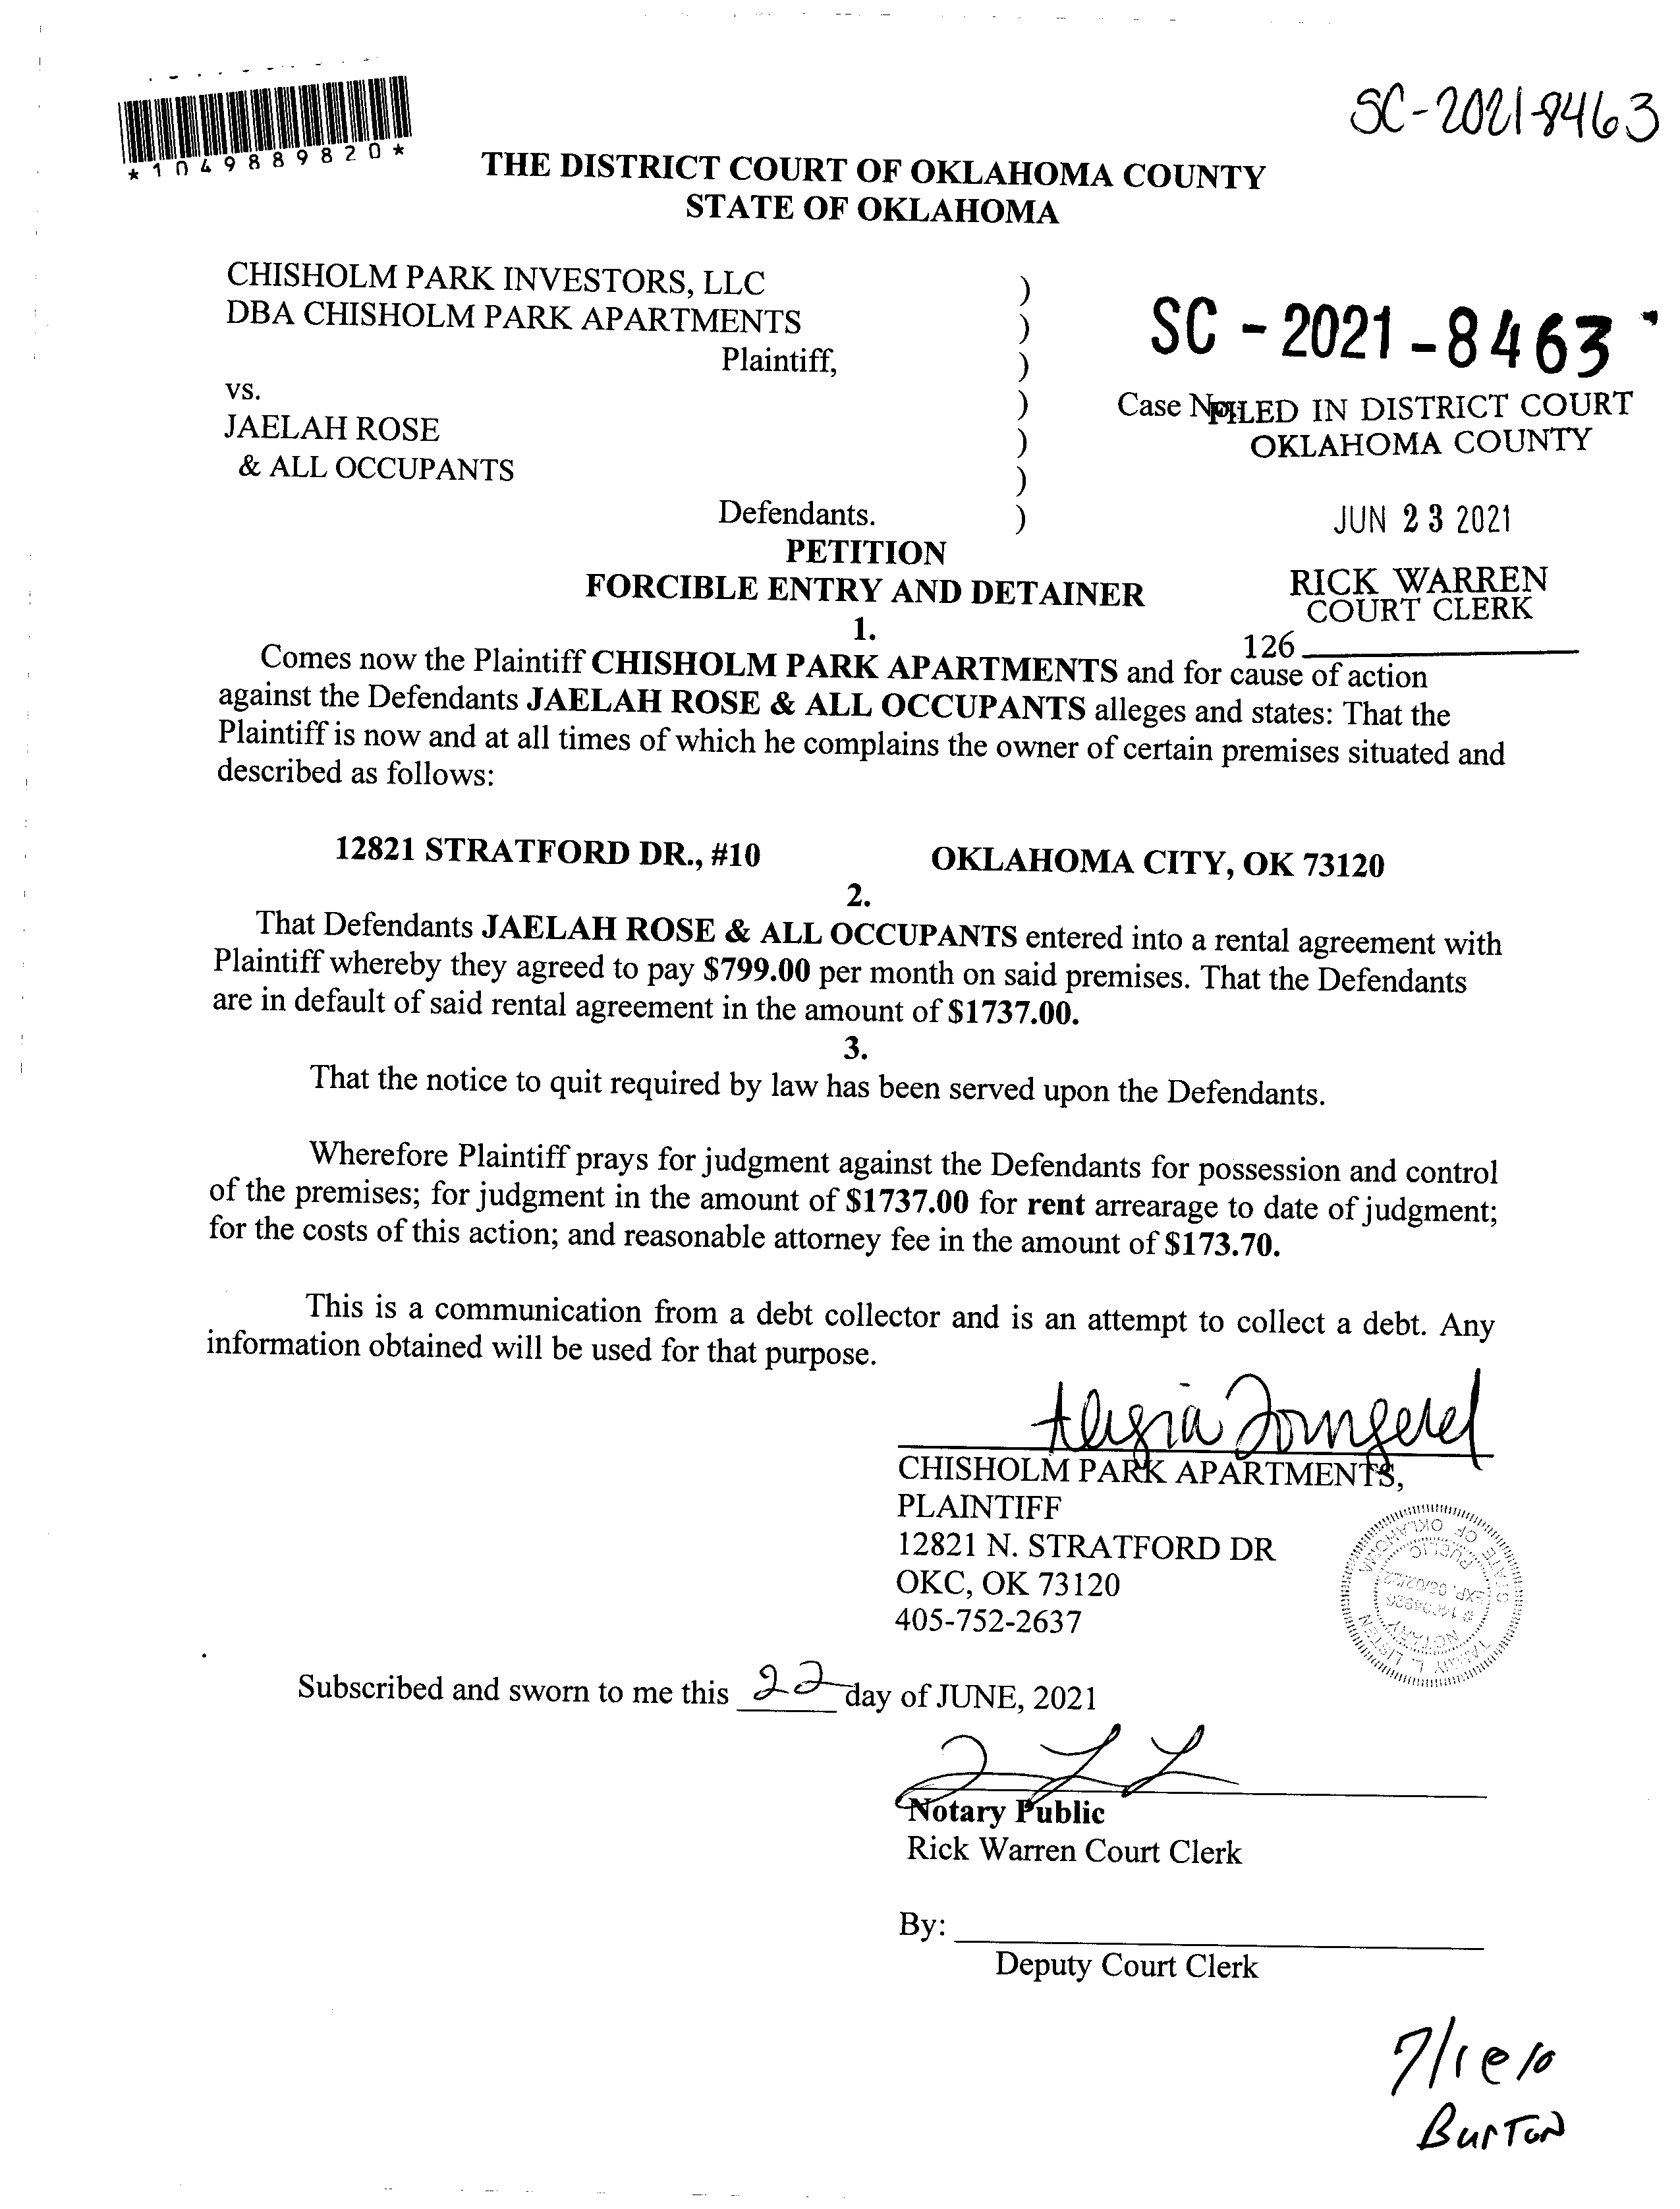 SC-2021-8463
*1049889820*
THE DISTRICT COURT OF OKLAHOMA COUNTY
STATE OF OKLAHOMA
CHISHOLM PARK INVESTORS, LLC )
DBA CHISHOLM PARK APARTMENTS )
Plaintiff, )
SC - 2021 - 8463
vs. )
Case No. FILED IN DISTRICT COURT
OKLAHOMA COUNTY
JAELAH ROSE )
& ALL OCCUPANTS )
Defendants. )
JUN 23 2021
PETITION
FORCIBLE ENTRY AND DETAINER
RICK WARREN
COURT CLERK
126
1.
Comes now the Plaintiff CHISHOLM PARK APARTMENTS and for cause of action
against the Defendants JAELAH ROSE & ALL OCCUPANTS alleges and states: That the
Plaintiff is now and at all times of which he complains the owner of certain premises situated and
described as follows:
12821 STRATFORD DR., #10 OKLAHOMA CITY, OK 73120
2.
That Defendants JAELAH ROSE & ALL OCCUPANTS entered into a rental agreement with
Plaintiff whereby they agreed to pay $799.00 per month on said premises. That the Defendants
are in default of said rental agreement in the amount of $1737.00.
3.
That the notice to quit required by law has been served upon the Defendants.
Wherefore Plaintiff prays for judgment against the Defendants for possession and control
of the premises; for judgment in the amount of $1737.00 for rent arrearage to date of judgment;
for the costs of this action; and reasonable attorney fee in the amount of $173.70.
This is a communication from a debt collector and is an attempt to collect a debt. Any
information obtained will be used for that purpose.
CHISHOLM PARK APARTMENTS,
PLAINTIFF
12821 N. STRATFORD DR
OKC, OK 73120
405-752-2637
STATE OF OKLAHOMA
PUBLIC
NOTARY
Subscribed and sworn to me this 22 day of JUNE, 2021
Notary Public
Rick Warren Court Clerk
By:
Deputy Court Clerk
7/1 @ 10
Burton